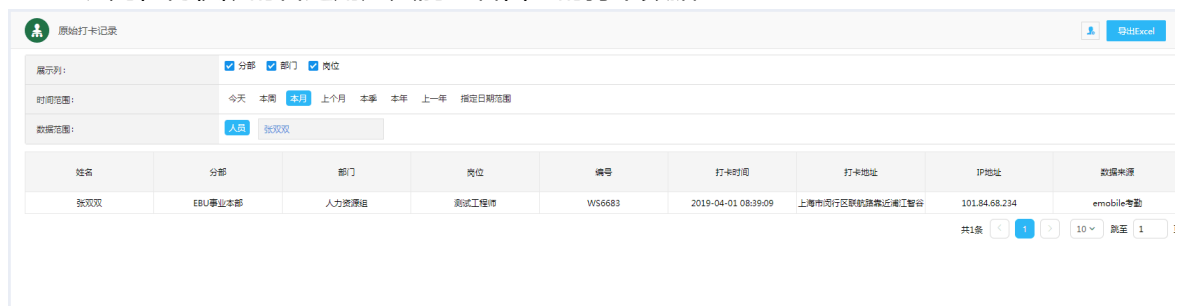 原始打卡记录 导出Excel
展示列: 分部 部门 岗位
时间范围: 今天 本周 本月 上个月 本季 本年 上一年 指定日期范围
数据范围: 人员 张双双
姓名 分部 部门 岗位 编号 打卡时间 打卡地址 IP地址 数据来源
张双双 EBU事业本部 人力资源组 测试工程师 WS6683 2019-04-01 08:39:09 上海市闵行区联航路靠近浦江智谷 101.84.68.234 emobile考勤
共1条 < 1 > 10 跳至 1